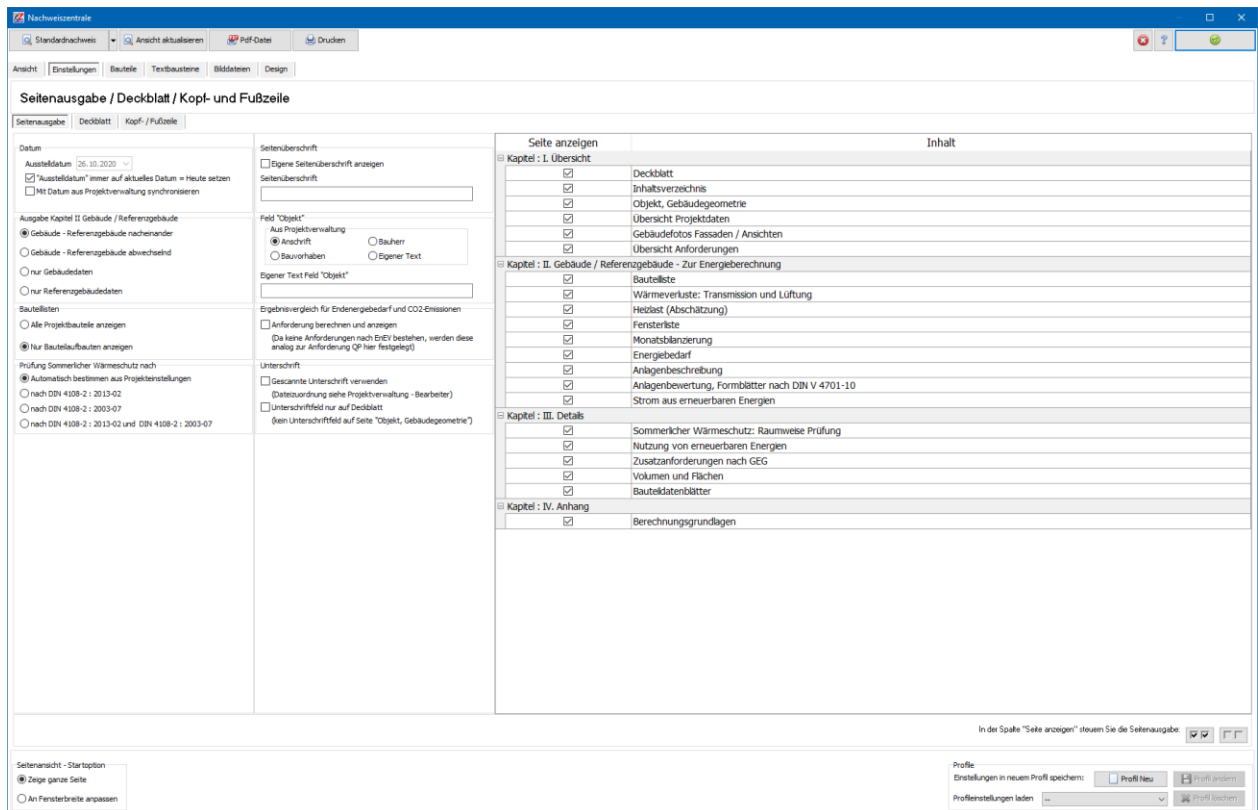 Nachweiszentrale
Standardnachweis
Ansicht aktualisieren
Pdf-Datei
Drucken
Ansicht
Einstellungen
Bauteile
Textbausteine
Bilddateien
Design
Seitenausgabe / Deckblatt / Kopf- und Fußzeile
Seitenausgabe
Deckblatt
Kopf- / Fußzeile
Datum
Ausstelldatum 26.10.2020
"Ausstelldatum" immer auf aktuelles Datum = Heute setzen
Mit Datum aus Projektverwaltung synchronisieren
Ausgabe Kapitel II Gebäude / Referenzgebäude
Gebäude - Referenzgebäude nacheinander
Gebäude - Referenzgebäude abwechselnd
nur Gebäudedaten
nur Referenzgebäudedaten
Bauteillisten
Alle Projektbauteile anzeigen
Nur Bauteilaufbauten anzeigen
Prüfung Sommerlicher Wärmeschutz nach
Automatisch bestimmen aus Projekteinstellungen
nach DIN 4108-2 : 2013-02
nach DIN 4108-2 : 2003-07
nach DIN 4108-2 : 2013-02 und DIN 4108-2 : 2003-07
Seitenüberschrift
Eigene Seitenüberschrift anzeigen
Seitenüberschrift
Feld "Objekt"
Aus Projektverwaltung
Anschrift
Bauherr
Bauvorhaben
Eigener Text
Eigener Text Feld "Objekt"
Ergebnisvergleich für Endenergiebedarf und CO2-Emissionen
Anforderung berechnen und anzeigen
(Da keine Anforderungen nach EnEV bestehen, werden diese
analog zur Anforderung QP hier festgelegt)
Unterschrift
Gescannte Unterschrift verwenden
(Dateizuordnung siehe Projektverwaltung - Bearbeiter)
Unterschriftfeld nur auf Deckblatt
(kein Unterschriftfeld auf Seite "Objekt, Gebäudegeometrie")
Seite anzeigen
Inhalt
Kapitel : I. Übersicht
Deckblatt
Inhaltsverzeichnis
Objekt, Gebäudegeometrie
Übersicht Projektdaten
Gebäudefotos Fassaden / Ansichten
Übersicht Anforderungen
Kapitel : II. Gebäude / Referenzgebäude - Zur Energieberechnung
Bauteilliste
Wärmeverluste: Transmission und Lüftung
Heizlast (Abschätzung)
Fensterliste
Monatsbilanzierung
Energiebedarf
Anlagenbeschreibung
Anlagenbewertung, Formblätter nach DIN V 4701-10
Strom aus erneuerbaren Energien
Kapitel : III. Details
Sommerlicher Wärmeschutz: Raumweise Prüfung
Nutzung von erneuerbaren Energien
Zusatzanforderungen nach GEG
Volumen und Flächen
Bauteildatenblätter
Kapitel : IV. Anhang
Berechnungsgrundlagen
In der Spalte "Seite anzeigen" steuern Sie die Seitenausgabe:
Seitenansicht - Startoption
Zeige ganze Seite
An Fensterbreite anpassen
Profile
Einstellungen in neuem Profil speichern:
Profil Neu
Profil ändern
Profileinstellungen laden
--
Profil löschen